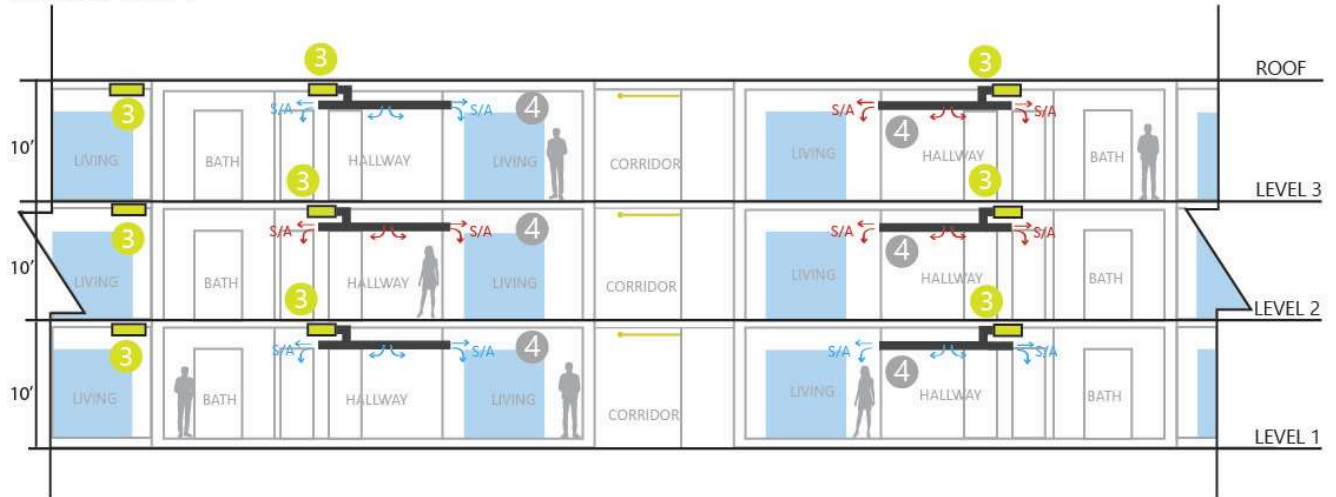 3 3
ROOF
3 S/A S/A 4 S/A S/A
4
10' LIVING BATH HALLWAY LIVING CORRIDOR LIVING HALLWAY BATH
3 3
LEVEL 3
3 S/A S/A 4 S/A S/A
4
10' LIVING BATH HALLWAY LIVING CORRIDOR LIVING HALLWAY BATH
3 3
LEVEL 2
3 S/A S/A 4 S/A S/A
4
10' LIVING BATH HALLWAY LIVING CORRIDOR LIVING HALLWAY BATH
LEVEL 1